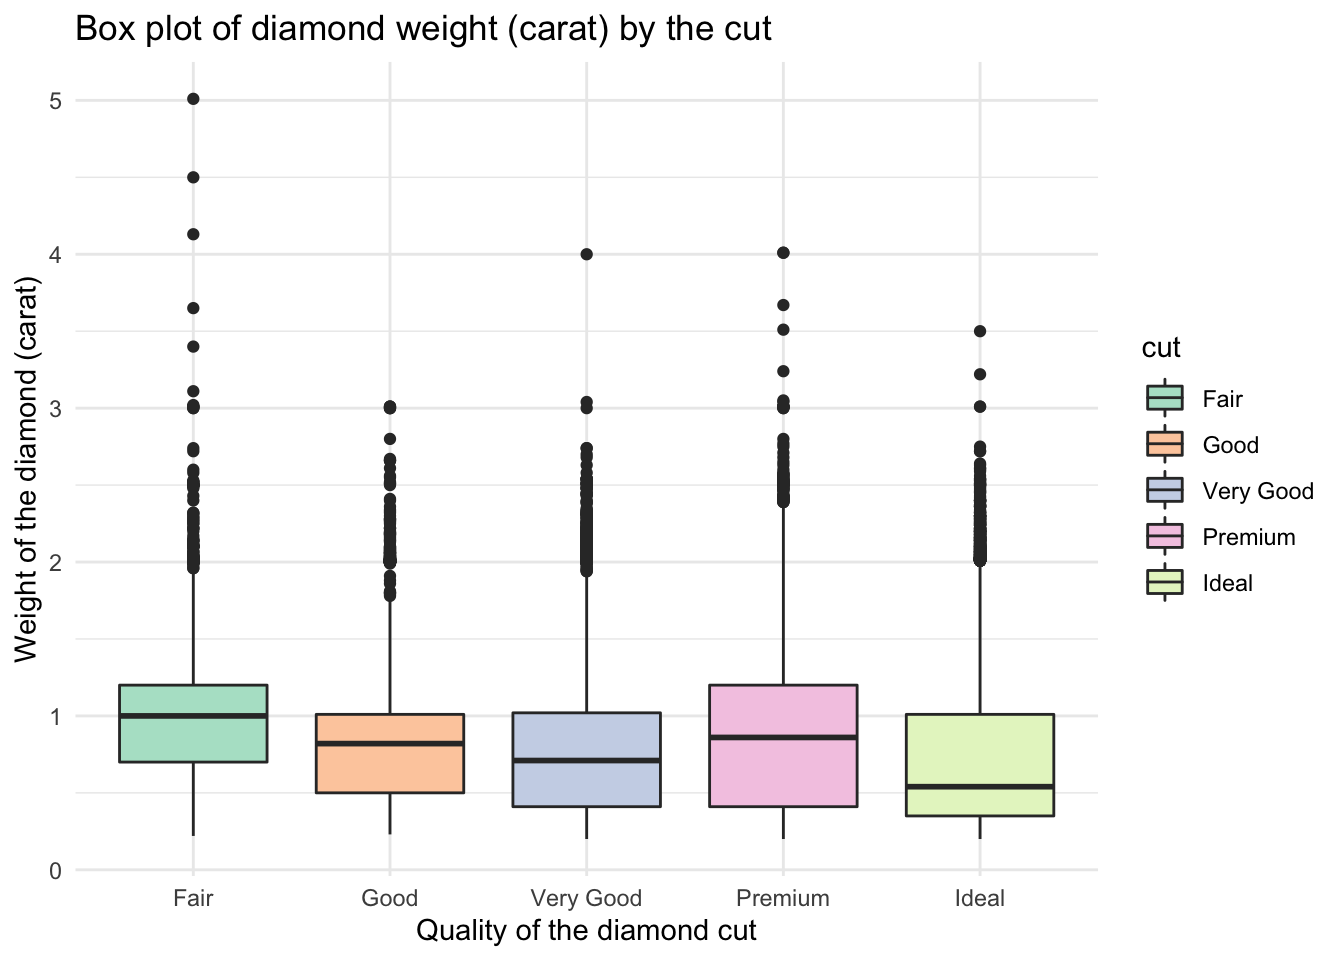 Box plot of diamond weight (carat) by the cut
Weight of the diamond (carat)
5
4
3
2
1
0
Fair
Good
Very Good
Premium
Ideal
Quality of the diamond cut
cut
Fair
Good
Very Good
Premium
Ideal